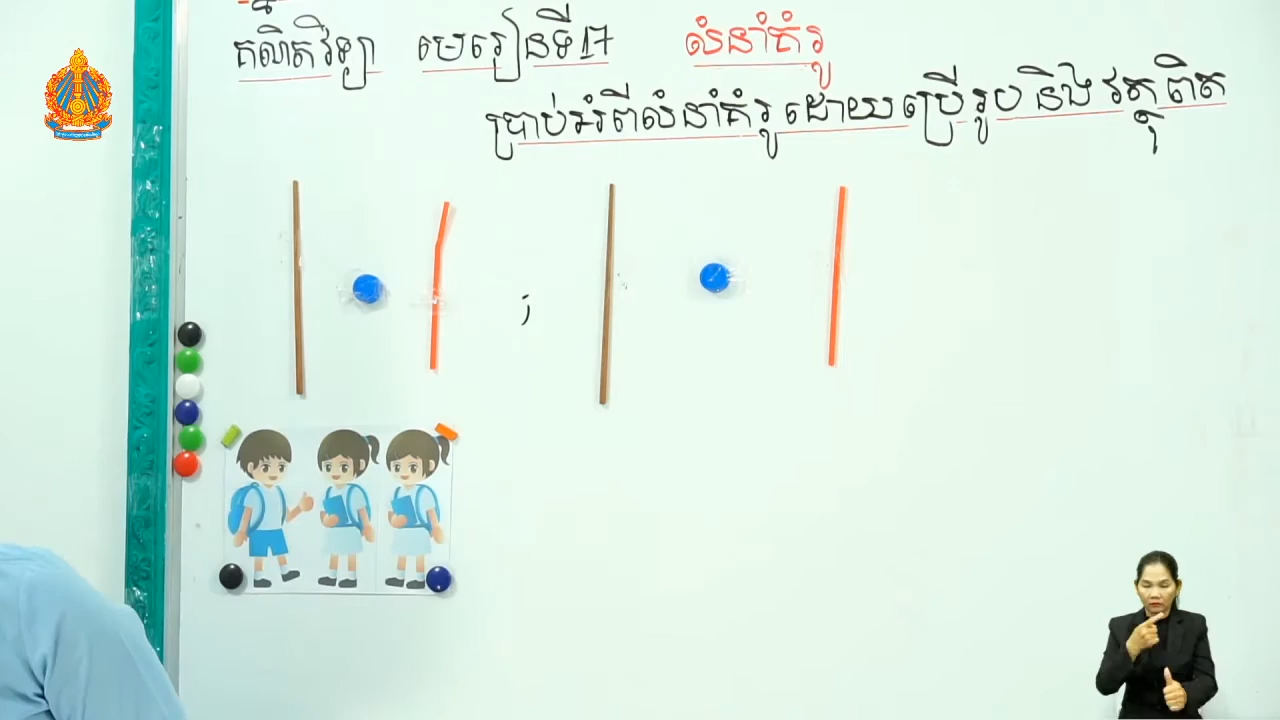 គណិតវិទ្យា មេរៀនទី17 លំនាំគំរូ
ប្រាប់អំពីលំនាំគំរូ ដោយប្រើរូប និង វត្ថុពិត
;